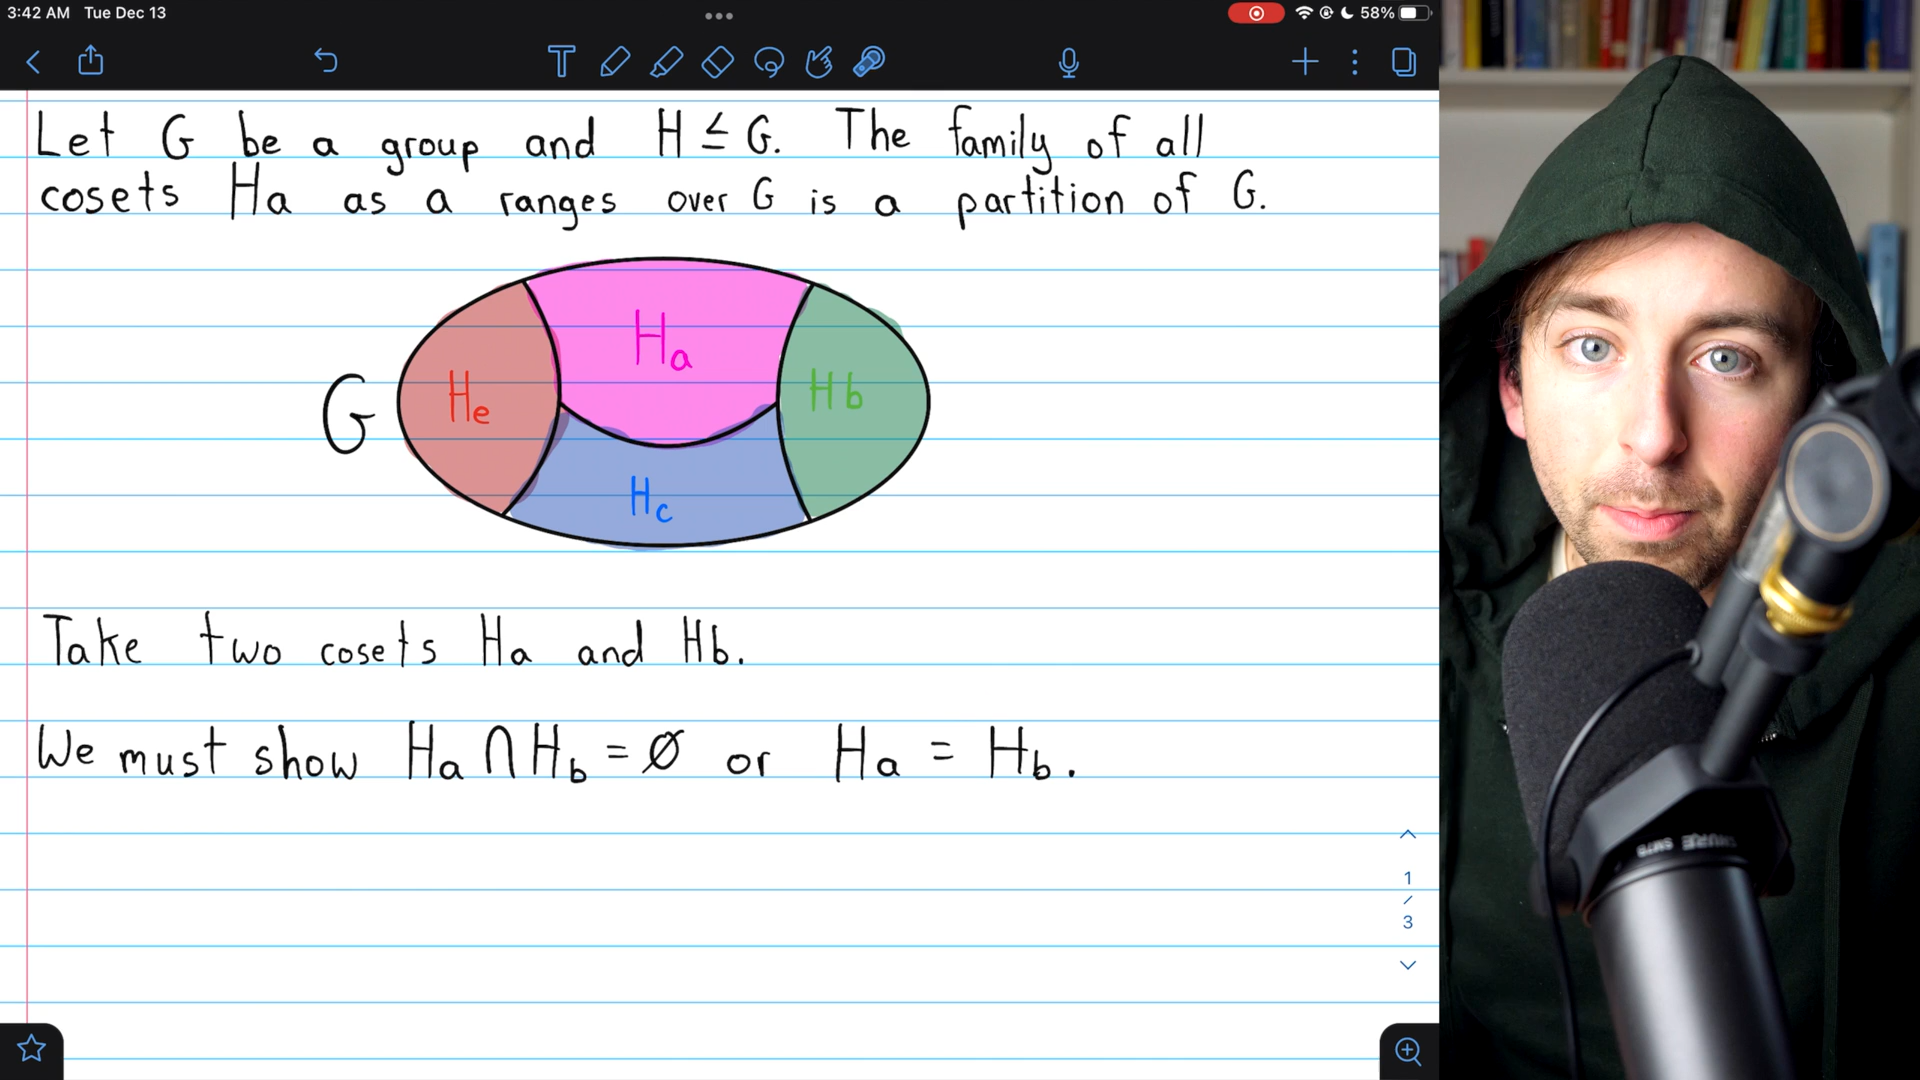 3:42 AM Tue Dec 13
58%
Let G be a group and H ≤ G. The family of all
cosets Ha as a ranges over G is a partition of G.
Ha
He
Hb
G
Hc
Take two cosets Ha and Hb.
We must show Ha ∩ Hb = ∅ or Ha = Hb.
1
/
3
SHURE SM7B